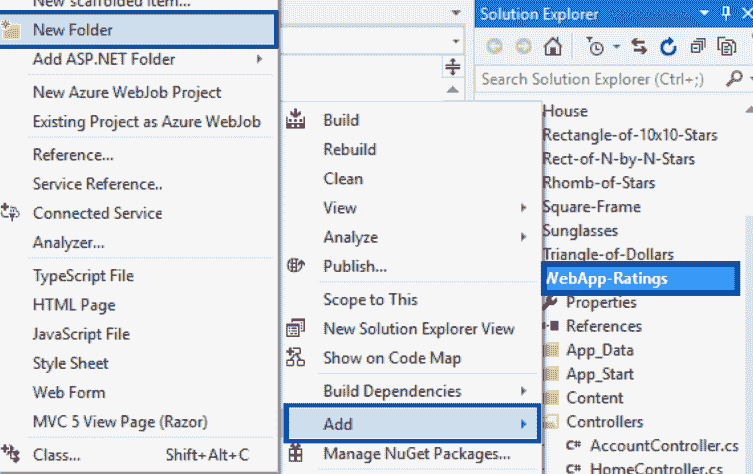 New Scaffolded Item...
New Folder
Add ASP.NET Folder
New Azure WebJob Project
Existing Project as Azure WebJob
Reference...
Service Reference..
Connected Service
Analyzer...
TypeScript File
HTML Page
JavaScript File
Style Sheet
Web Form
MVC 5 View Page (Razor)
Class... Shift+Alt+C
Build
Rebuild
Clean
View
Analyze
Publish...
Scope to This
New Solution Explorer View
Show on Code Map
Build Dependencies
Add
Manage NuGet Packages...
Solution Explorer
Search Solution Explorer (Ctrl+;)
House
Rectangle-of-10x10-Stars
Rect-of-N-by-N-Stars
Rhomb-of-Stars
Square-Frame
Sunglasses
Triangle-of-Dollars
WebApp-Ratings
Properties
References
App_Data
App_Start
Content
Controllers
C# AccountController.cs
C# HomeController.cs